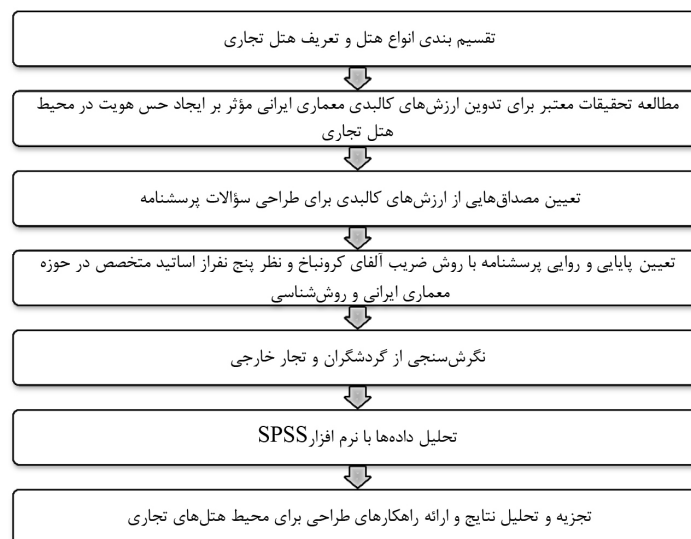 تقسیم بندی انواع هتل و تعریف هتل تجاری
مطالعه تحقیقات معتبر برای تدوین ارزش‌های کالبدی معماری ایرانی مؤثر بر ایجاد حس هویت در محیط
هتل تجاری
تعیین مصداق‌هایی از ارزش‌های کالبدی برای طراحی سؤالات پرسشنامه
تعیین پایایی و روایی پرسشنامه با روش ضریب آلفای کرونباخ و نظر پنج نفراز اساتید متخصص در حوزه
معماری ایرانی و روش‌شناسی
نگرش‌سنجی از گردشگران و تجار خارجی
تحلیل داده‌ها با نرم افزارSPSS
تجزیه و تحلیل نتایج و ارائه راهکارهای طراحی برای محیط هتل‌های تجاری